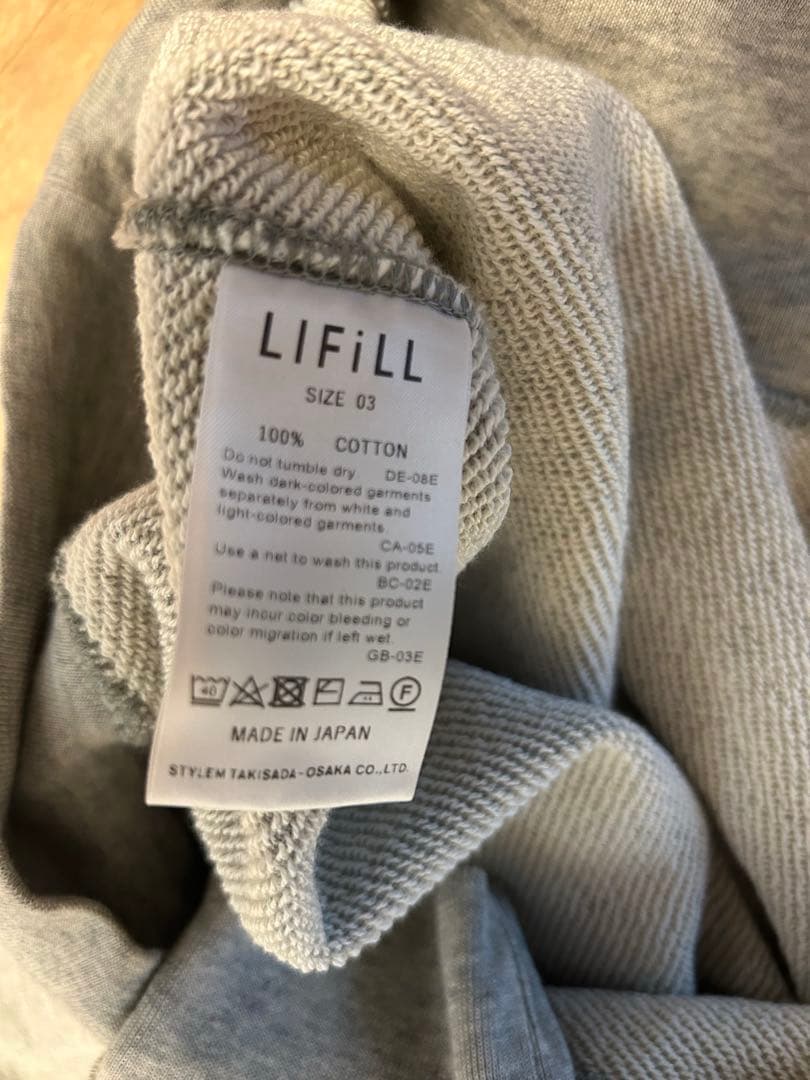 LIFiLL
SIZE 03
100% COTTON
Do not tumble dry DE-08E
Wash dark-colored garments
separately from white and
light-colored garments.
CA-05E
Use a net to wash this product.
BC-02E
Please note that this product
may incur color bleeding or
color migration if left wet.
GB-03E
40 F
MADE IN JAPAN
STYLEM TAKISADA-OSAKA CO.,LTD.